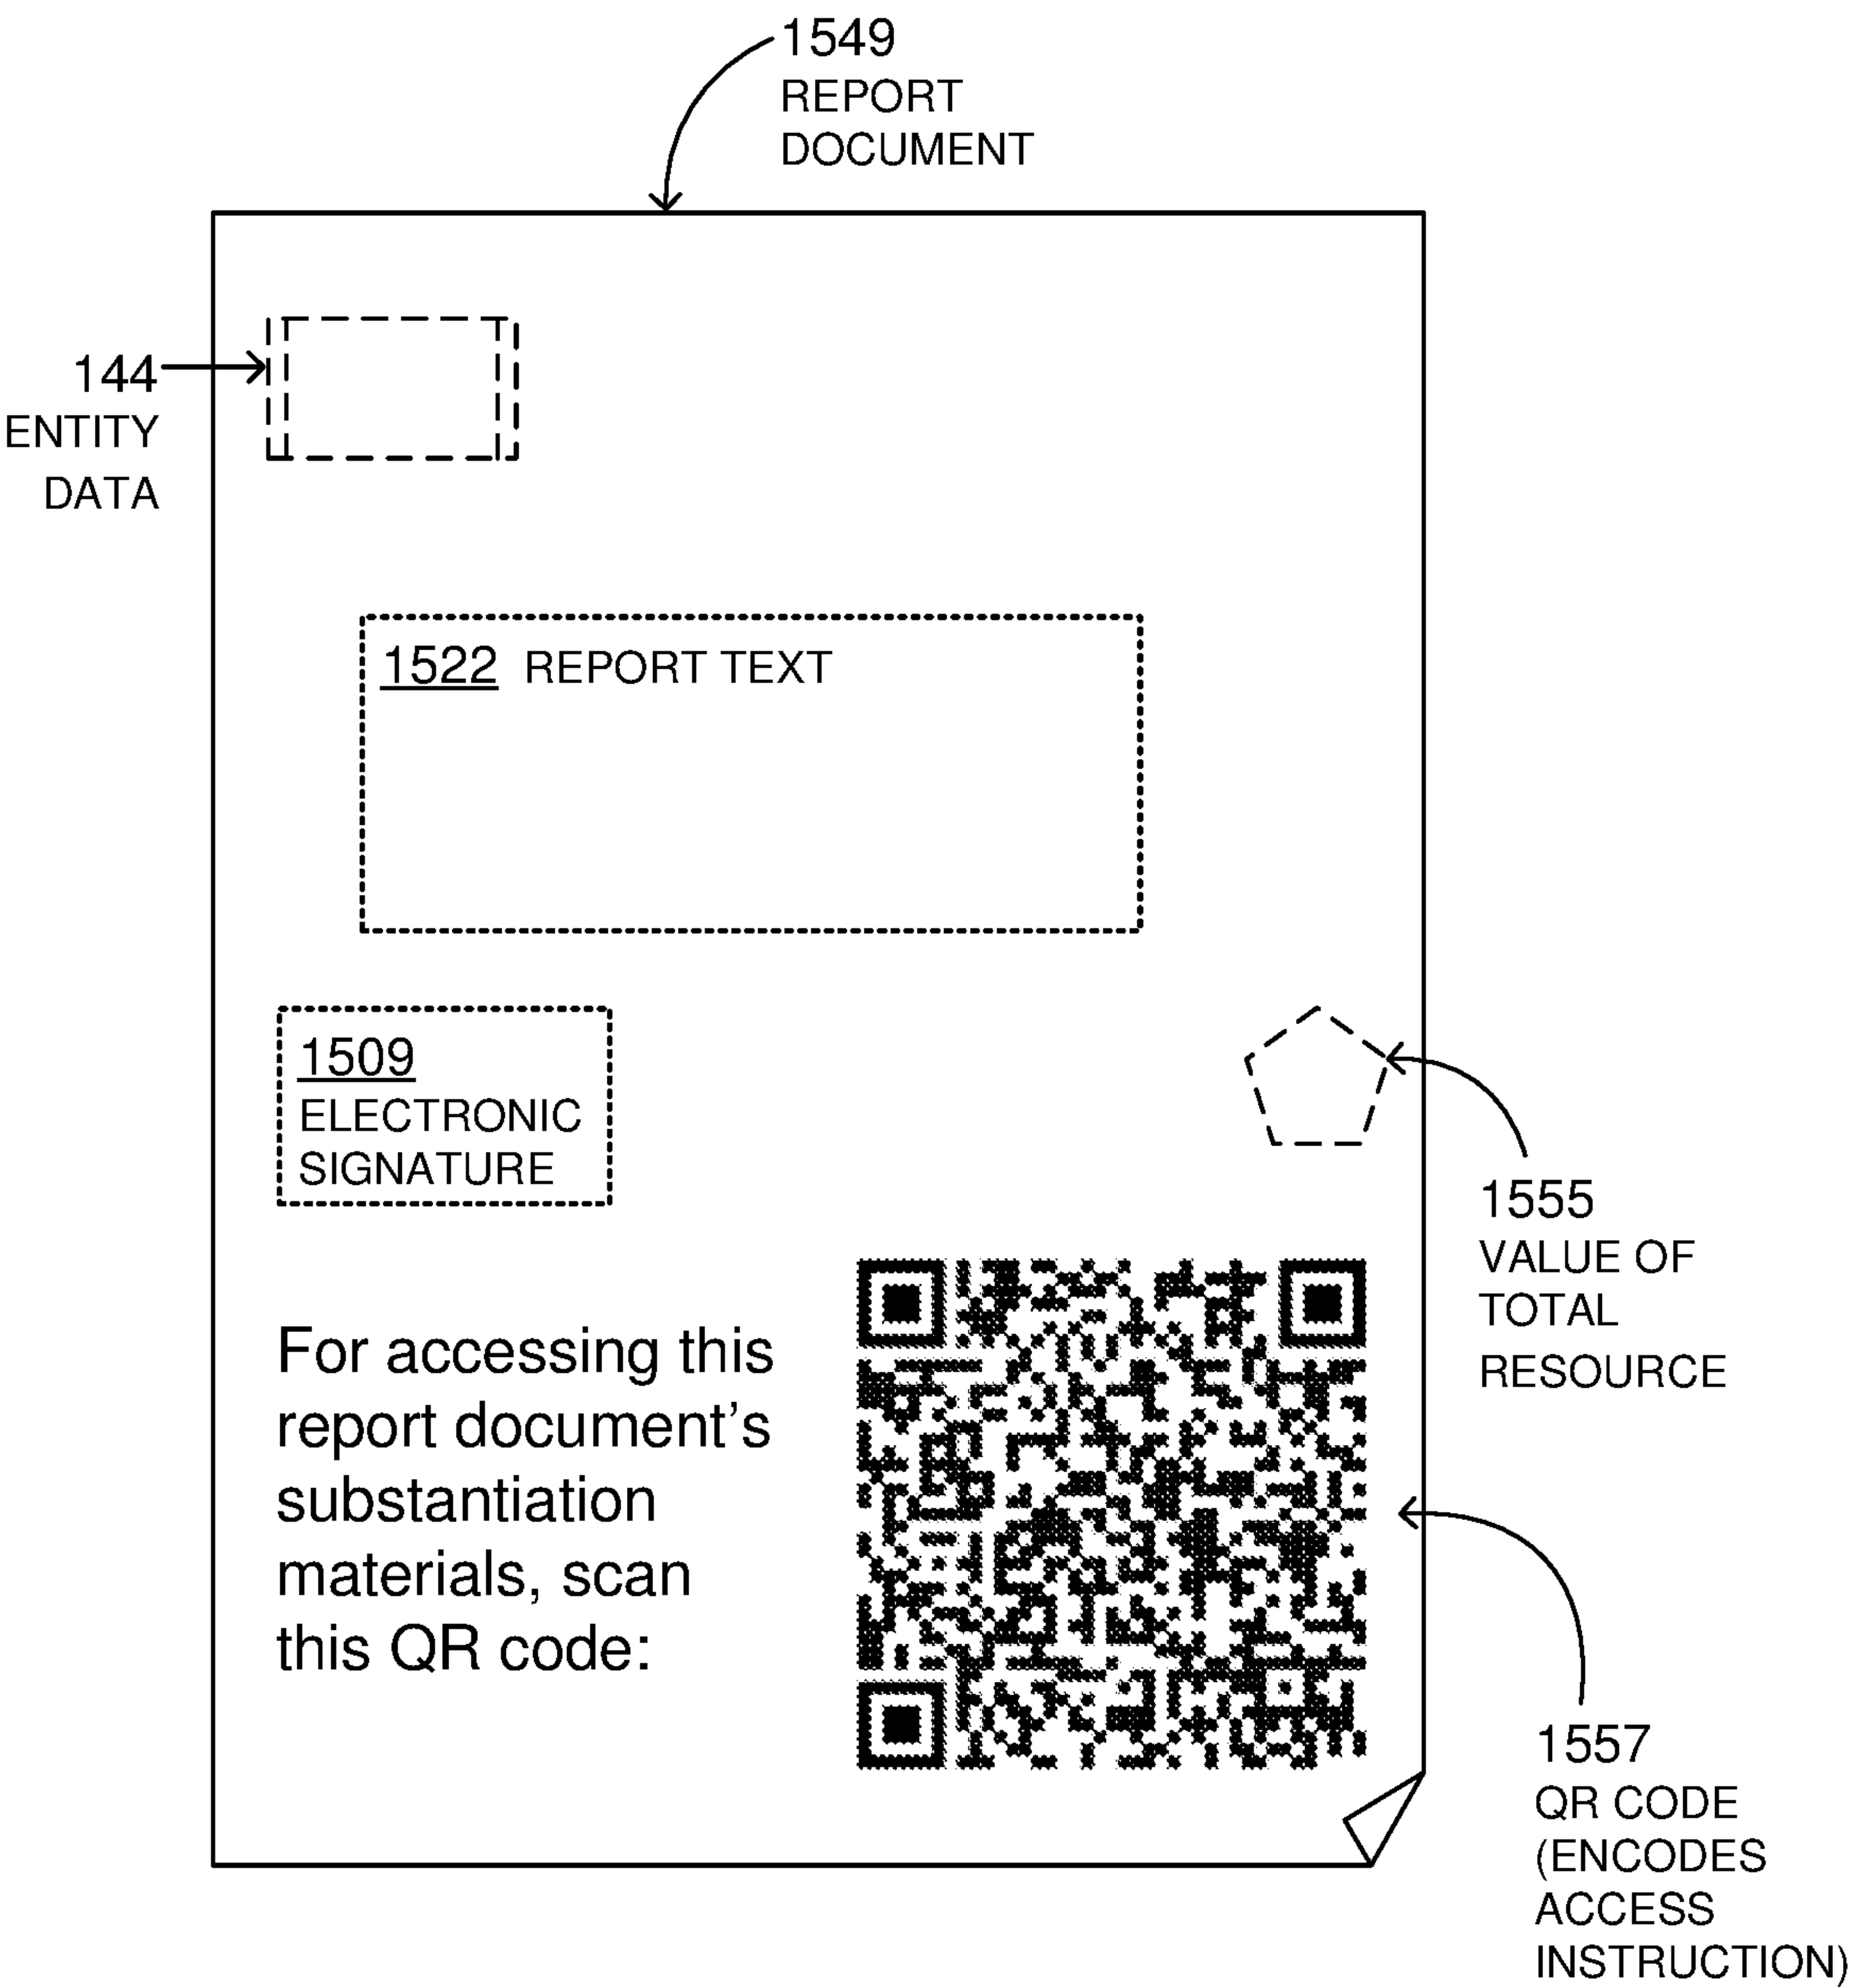 1549
REPORT
DOCUMENT
144
ENTITY
DATA
1522 REPORT TEXT
1509
ELECTRONIC
SIGNATURE
1555
VALUE OF
TOTAL
RESOURCE
For accessing this
report document’s
substantiation
materials, scan
this QR code:
1557
QR CODE
(ENCODES
ACCESS
INSTRUCTION)